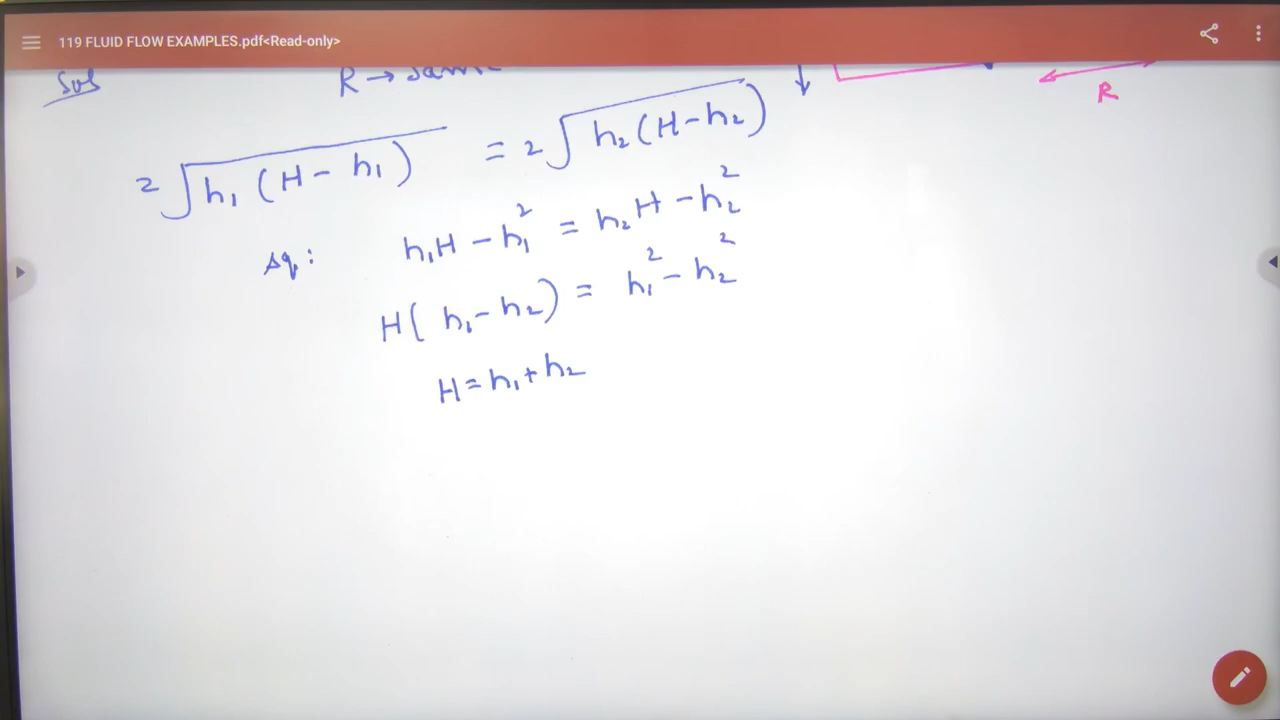 119 FLUID FLOW EXAMPLES.pdf<Read-only>
Sol R → same
R
2√h₁(H-h₁) = 2√h₂(H-h₂)
sq: h₁H - h₁² = h₂H - h₂²
H(h₁-h₂) = h₁² - h₂²
H = h₁ + h₂